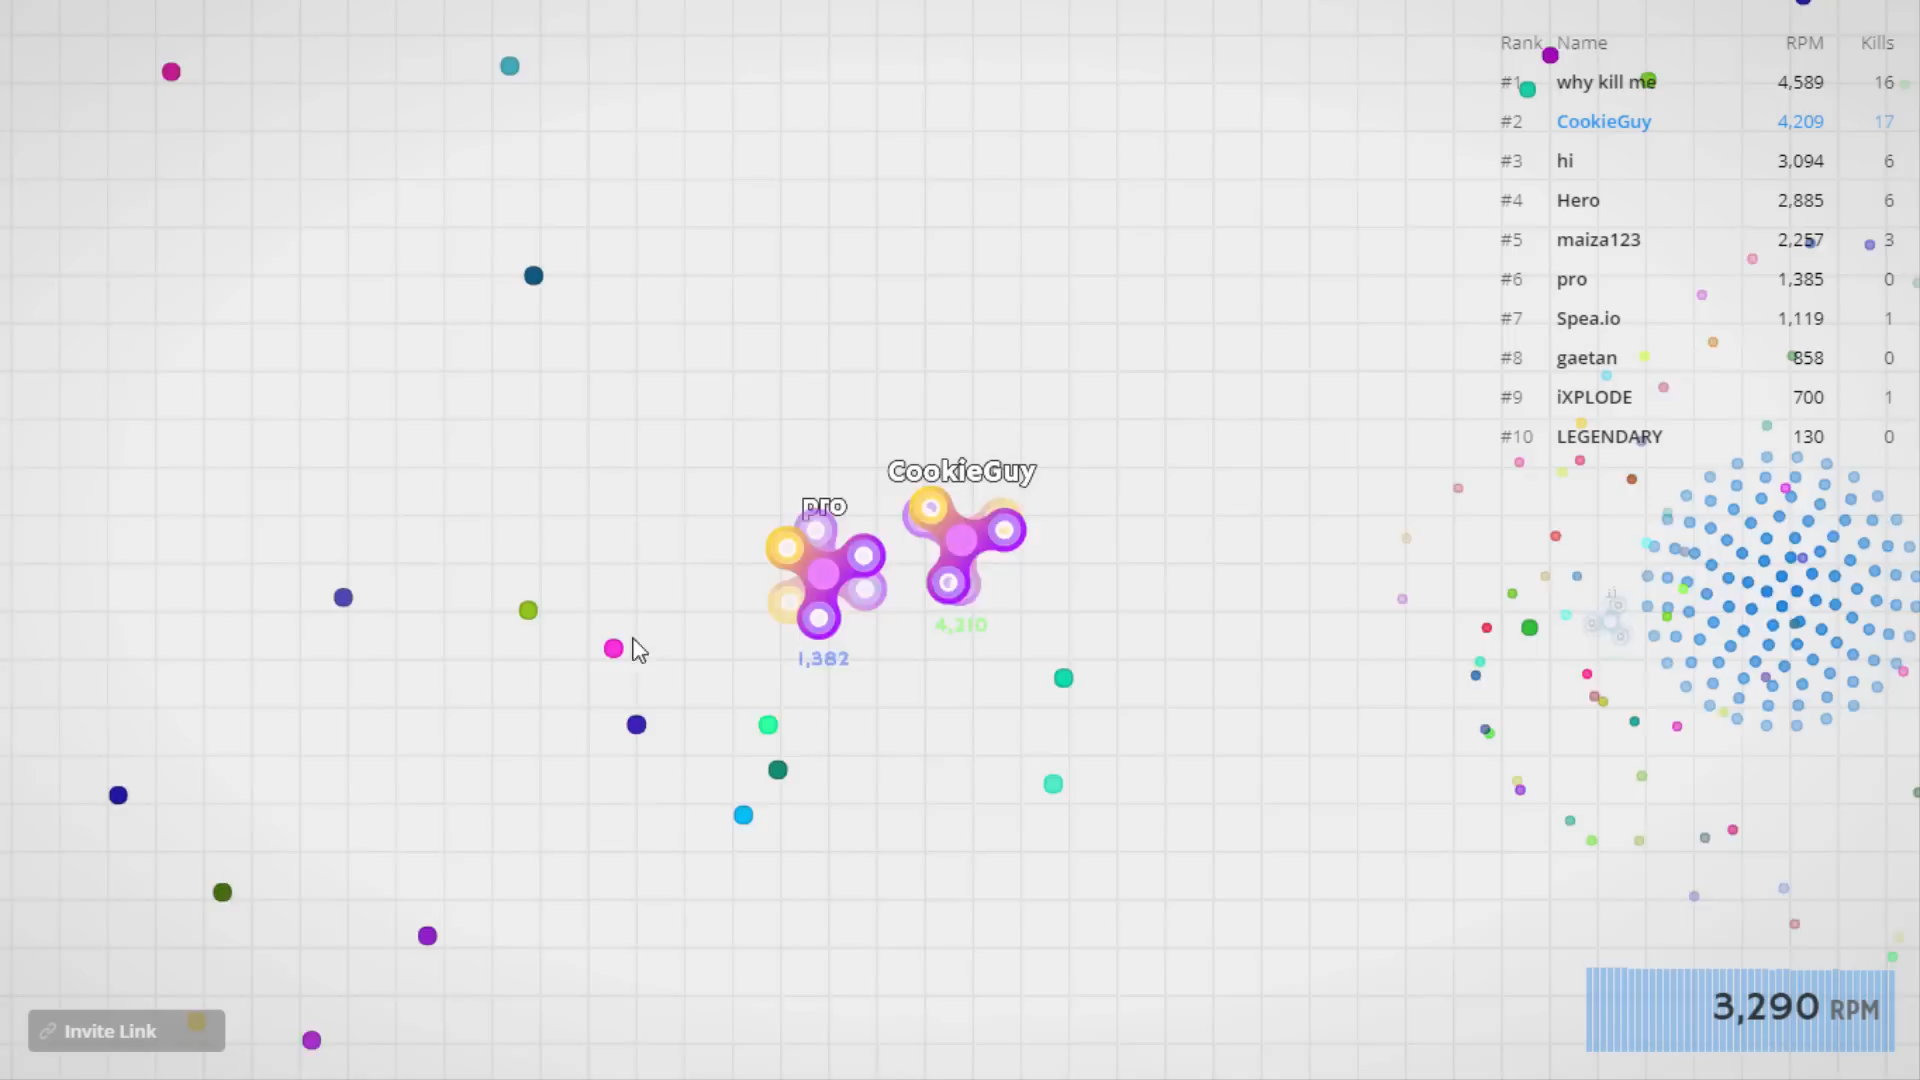 Rank Name RPM Kills
#1 why kill me 4,589 16
#2 CookieGuy 4,209 17
#3 hi 3,094 6
#4 Hero 2,885 6
#5 maiza123 2,257 3
#6 pro 1,385 0
#7 Spea.io 1,119 1
#8 gaetan 858 0
#9 iXPLODE 700 1
#10 LEGENDARY 130 0
CookieGuy
pro
4,210
1,382
3,290 RPM
Invite Link